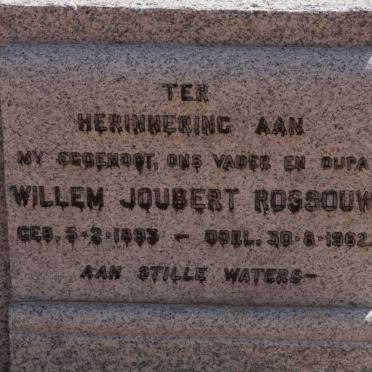 TER
HERINNERING AAN
MY EGGENOOT, ONS VADER EN OUPA
WILLEM JOUBERT ROSSOUW
GEB. 5-2-1893 — OORL. 30-8-1962
AAN STILLE WATERS—